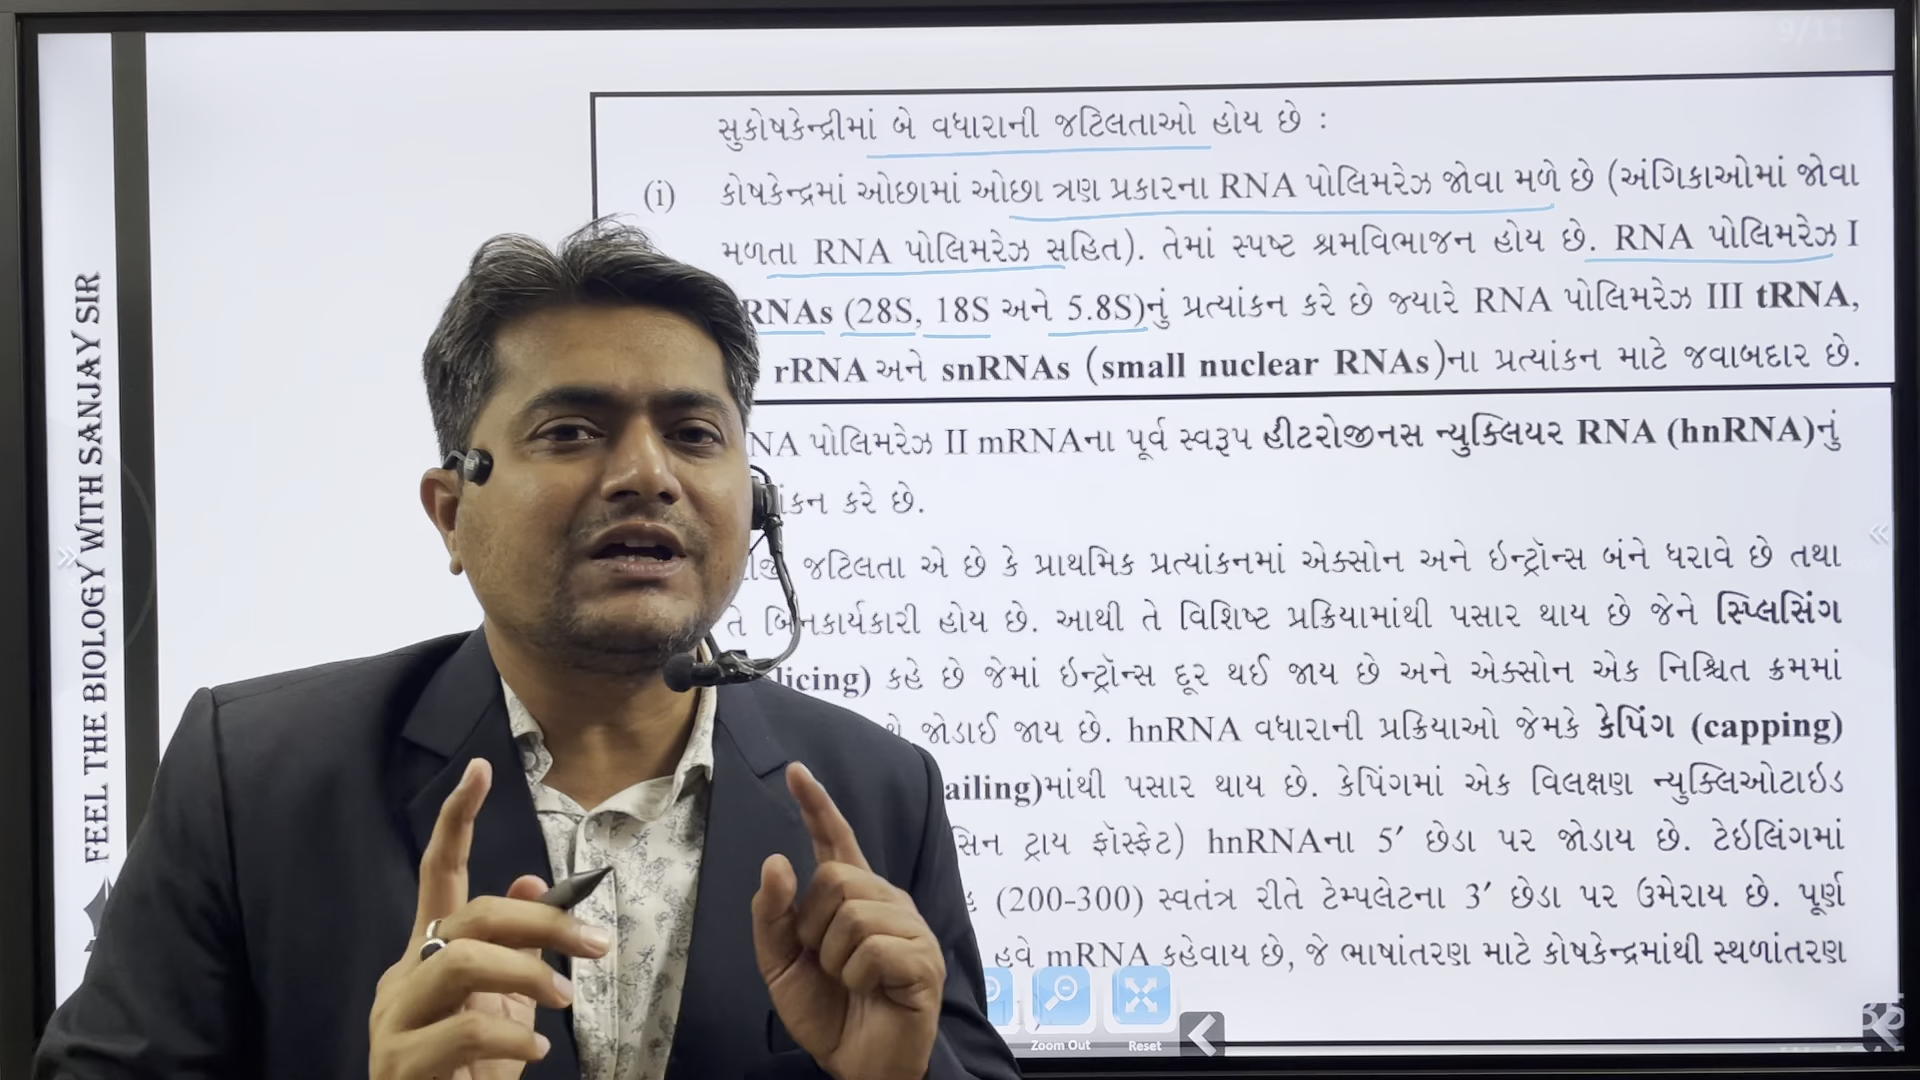 9/11
FEEL THE BIOLOGY WITH SANJAY SIR
સુકોષકેન્દ્રીમાં બે વધારાની જટિલતાઓ હોય છે :
(i) કોષકેન્દ્રમાં ઓછામાં ઓછા ત્રણ પ્રકારના RNA પોલિમરેઝ જોવા મળે છે (અંગિકાઓમાં જોવા
મળતા RNA પોલિમરેઝ સહિત). તેમાં સ્પષ્ટ શ્રમવિભાજન હોય છે. RNA પોલિમરેઝ I
RNAs (28S, 18S અને 5.8S)નું પ્રત્યાંકન કરે છે જ્યારે RNA પોલિમરેઝ III tRNA,
rRNA અને snRNAs (small nuclear RNAs)ના પ્રત્યાંકન માટે જવાબદાર છે.
NA પોલિમરેઝ II mRNAના પૂર્વ સ્વરૂપ હીટરોજીનસ ન્યુક્લિયર RNA (hnRNA)નું
કરે છે.
જટિલતા એ છે કે પ્રાથમિક પ્રત્યાંકનમાં એક્સોન અને ઇન્ટ્રૉન્સ બંને ધરાવે છે તથા
તે બિનકાર્યકારી હોય છે. આથી તે વિશિષ્ટ પ્રક્રિયામાંથી પસાર થાય છે જેને સ્પ્લિસિંગ
licing) કહે છે જેમાં ઇન્ટ્રૉન્સ દૂર થઈ જાય છે અને એક્સોન એક નિશ્ચિત ક્રમમાં
જોડાઈ જાય છે. hnRNA વધારાની પ્રક્રિયાઓ જેમકે કેપિંગ (capping)
ailing)માંથી પસાર થાય છે. કેપિંગમાં એક વિલક્ષણ ન્યુક્લિઓટાઇડ
સિન ટ્રાય ફૉસ્ફેટ) hnRNAના 5′ છેડા પર જોડાય છે. ટેઇલિંગમાં
(200-300) સ્વતંત્ર રીતે ટેમ્પલેટના 3′ છેડા પર ઉમેરાય છે. પૂર્ણ
હવે mRNA કહેવાય છે, જે ભાષાંતરણ માટે કોષકેન્દ્રમાંથી સ્થળાંતરણ
Zoom Out Reset